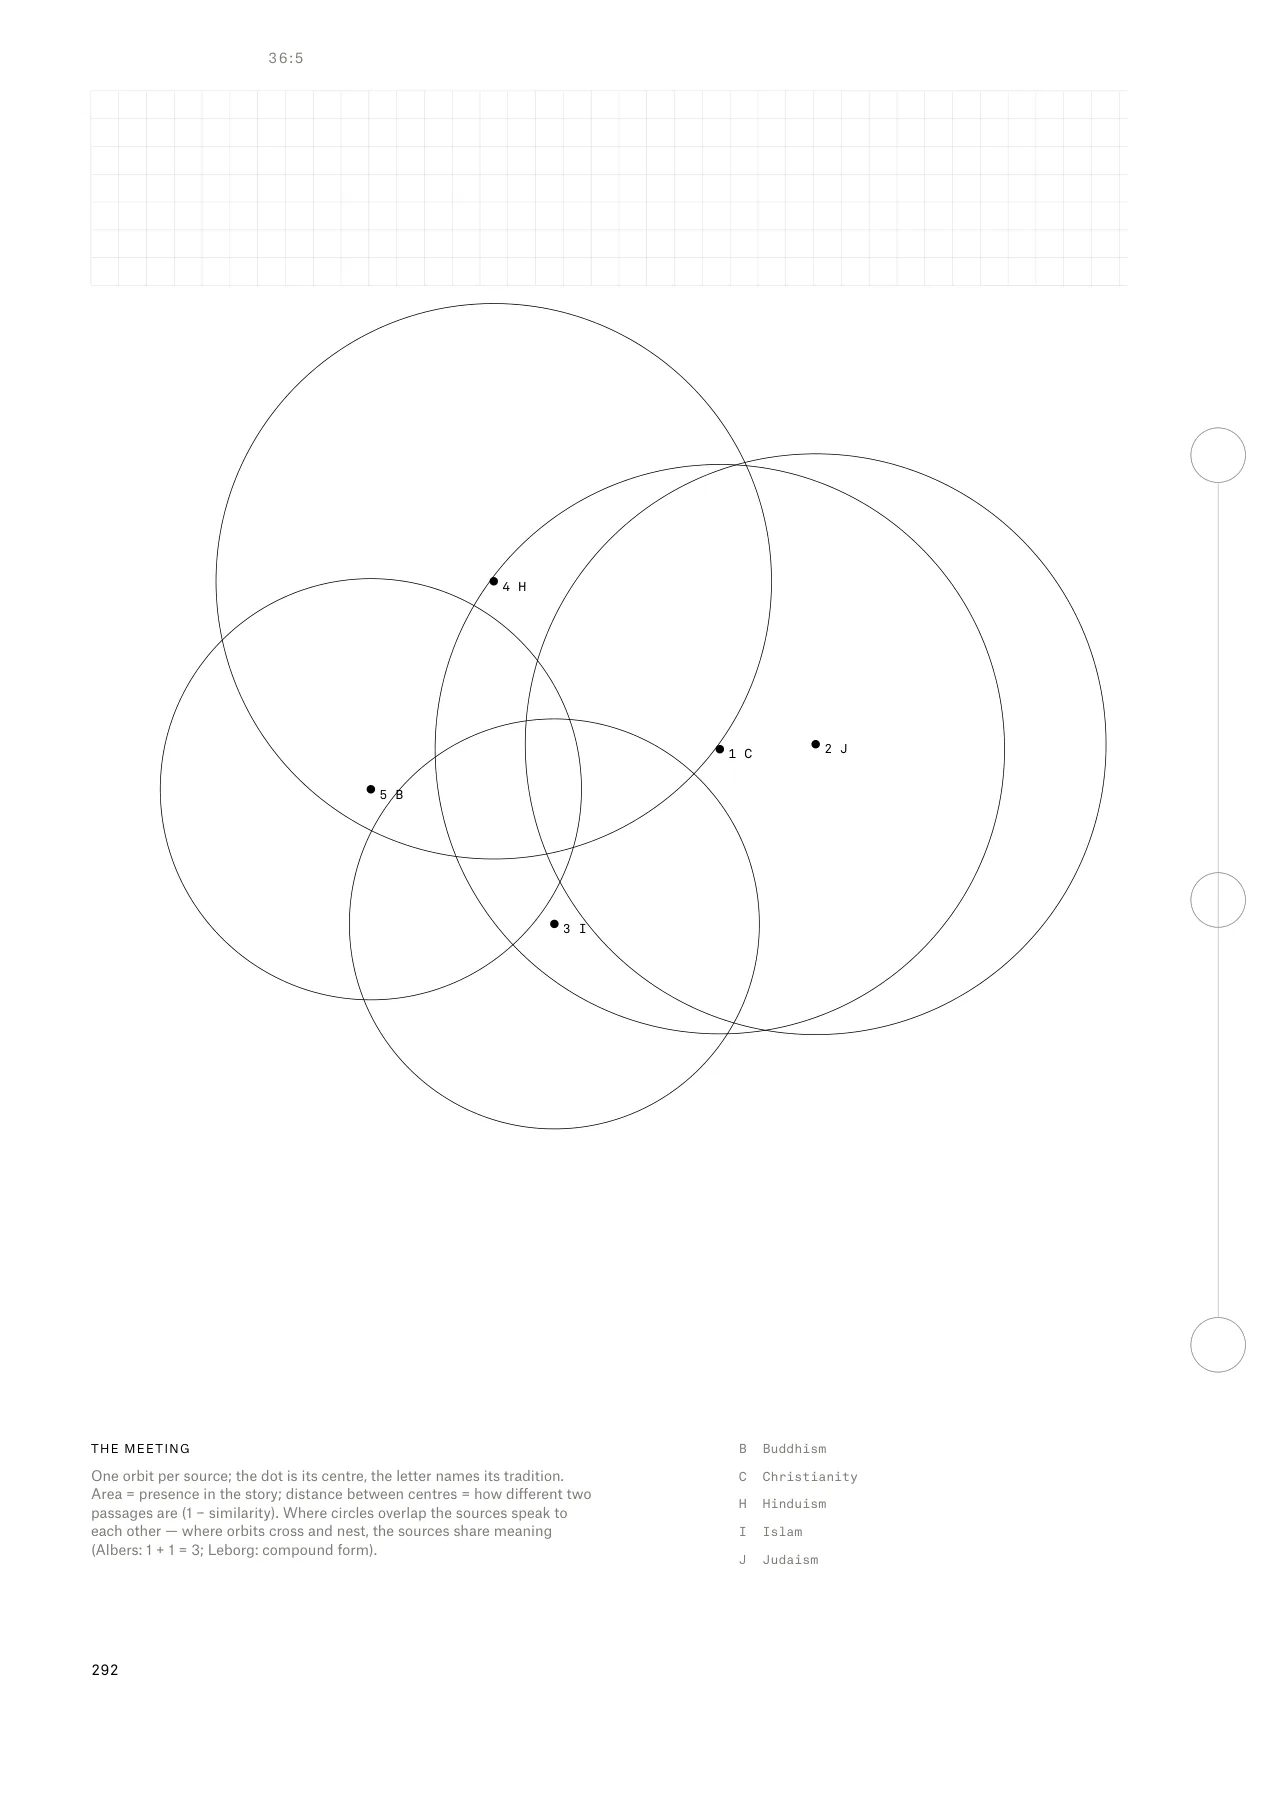 36:5
4 H
1 C
2 J
5 B
3 I
THE MEETING
One orbit per source; the dot is its centre, the letter names its tradition.
Area = presence in the story; distance between centres = how different two
passages are (1 − similarity). Where circles overlap the sources speak to
each other — where orbits cross and nest, the sources share meaning
(Albers: 1 + 1 = 3; Leborg: compound form).
B Buddhism
C Christianity
H Hinduism
I Islam
J Judaism
292